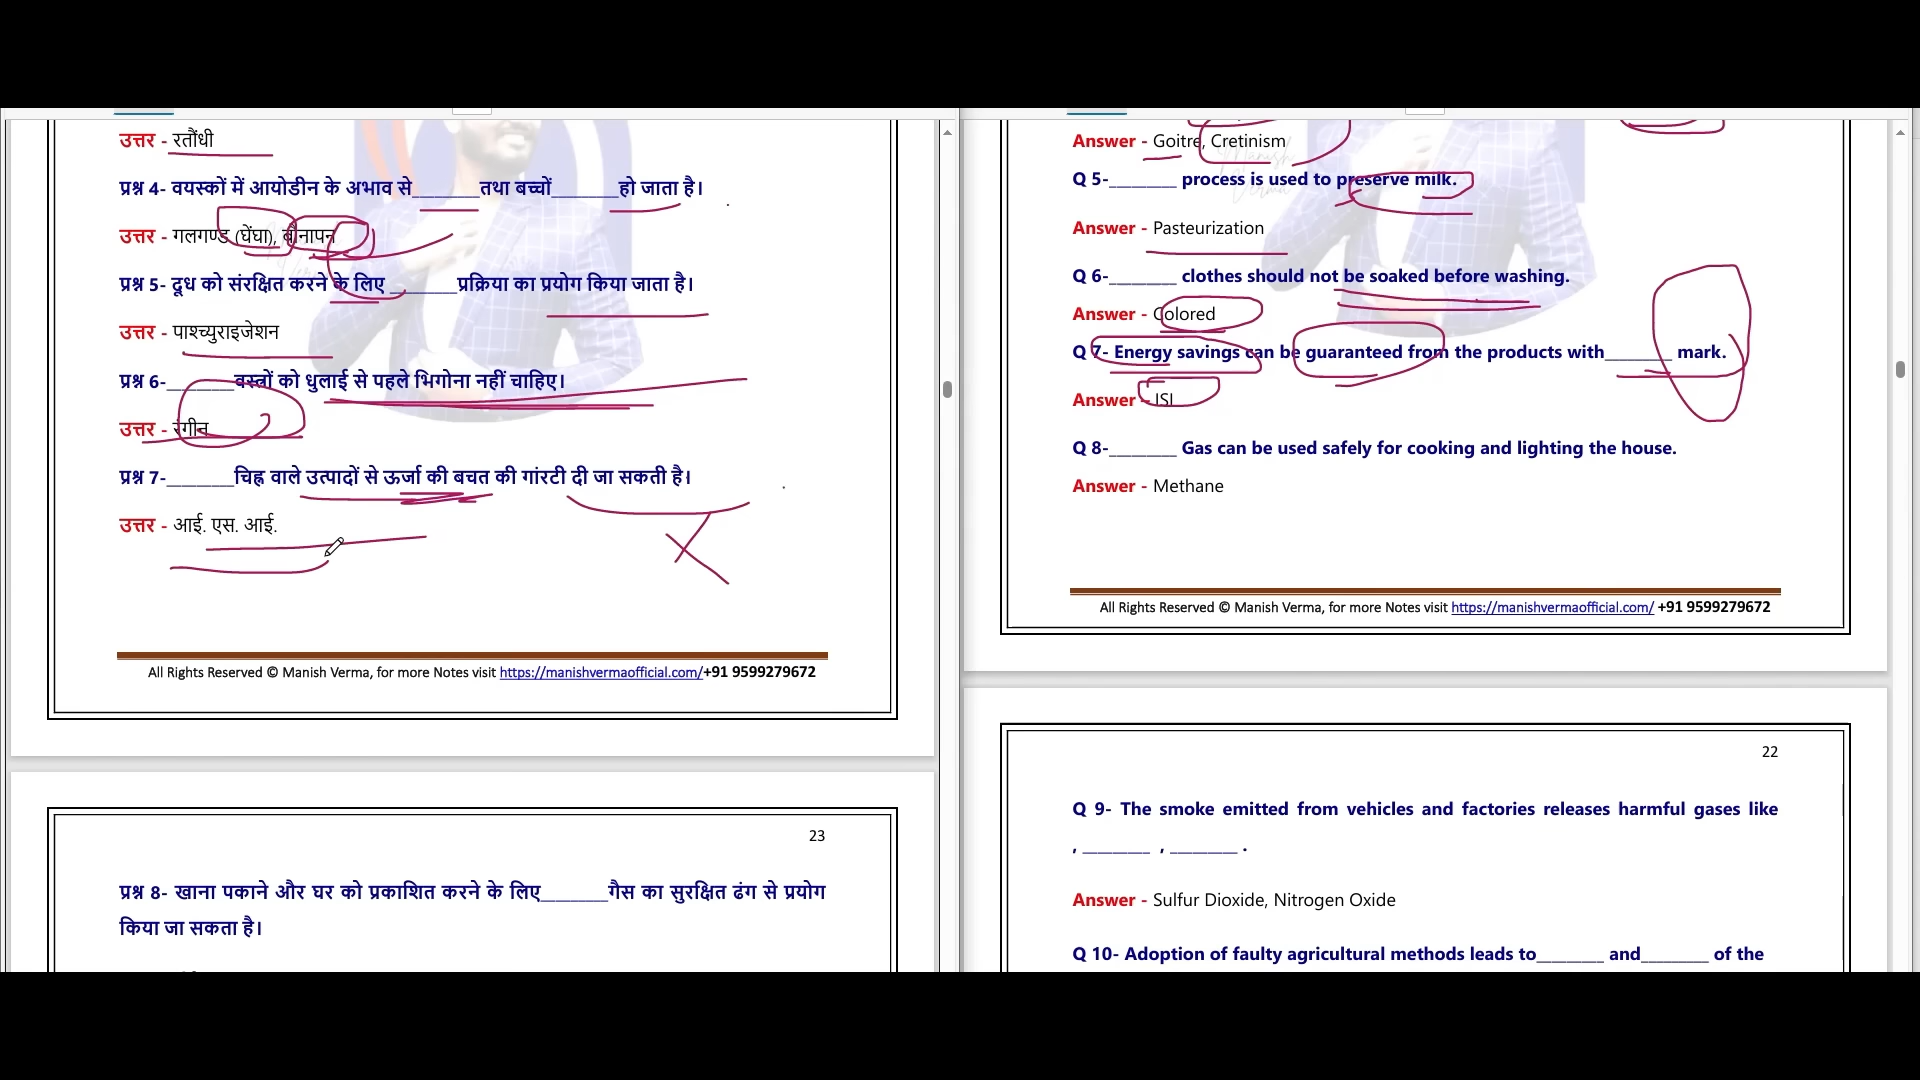 उत्तर - रतौंधी
प्रश्न 4- वयस्कों में आयोडीन के अभाव से_______तथा बच्चों_______हो जाता है।
उत्तर - गलगण्ड (घेंघा), बौनापन
प्रश्न 5- दूध को संरक्षित करने के लिए _______प्रक्रिया का प्रयोग किया जाता है।
उत्तर - पाश्च्युराइजेशन
प्रश्न 6-_______वस्त्रों को धुलाई से पहले भिगोना नहीं चाहिए।
उत्तर - रंगीन
प्रश्न 7-_______चिह्न वाले उत्पादों से ऊर्जा की बचत की गांरटी दी जा सकती है।
उत्तर - आई. एस. आई.
All Rights Reserved © Manish Verma, for more Notes visit https://manishvermaofficial.com/+91 9599279672
23
प्रश्न 8- खाना पकाने और घर को प्रकाशित करने के लिए_______गैस का सुरक्षित ढंग से प्रयोग
किया जा सकता है।
Answer - Goitre, Cretinism
Q 5-_______ process is used to preserve milk.
Answer - Pasteurization
Q 6-_______ clothes should not be soaked before washing.
Answer - Colored
Q 7- Energy savings can be guaranteed from the products with_______ mark.
Answer - ISI
Q 8-_______ Gas can be used safely for cooking and lighting the house.
Answer - Methane
All Rights Reserved © Manish Verma, for more Notes visit https://manishvermaofficial.com/ +91 9599279672
22
Q 9- The smoke emitted from vehicles and factories releases harmful gases like
, _______ , _______ .
Answer - Sulfur Dioxide, Nitrogen Oxide
Q 10- Adoption of faulty agricultural methods leads to_______ and_______ of the